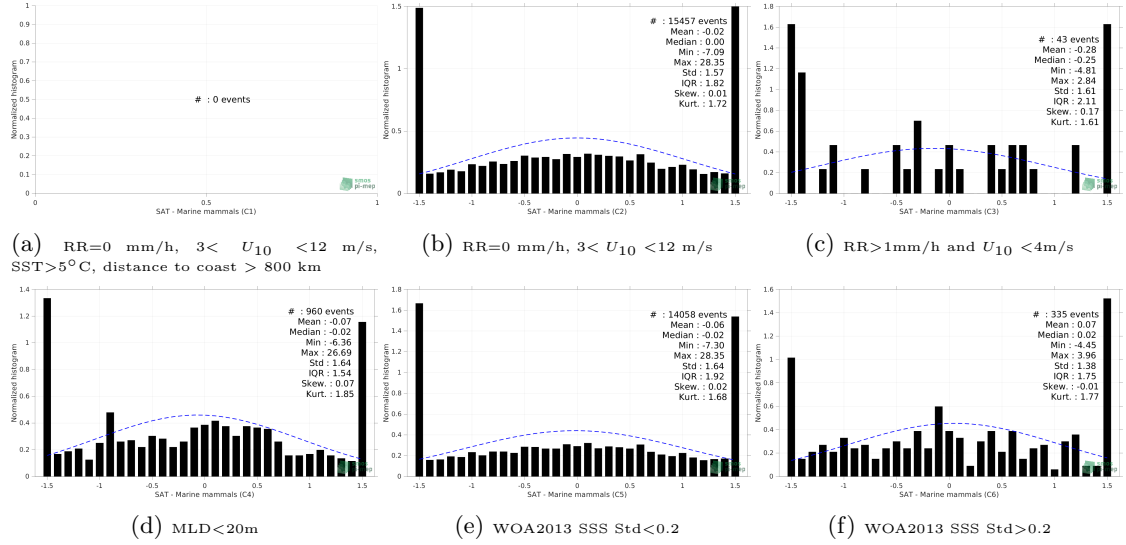 1
0.9
0.8
0.7
0.6
0.5
0.4
0.3
0.2
0.1
0
Normalized histogram
# : 0 events
smos
pi-mep
0 0.5 1
SAT - Marine mammals (C1)
(a) RR=0 mm/h, 3< U10 <12 m/s,
SST>5°C, distance to coast > 800 km
1.5
1
0.5
0
Normalized histogram
# : 15457 events
Mean : -0.02
Median : 0.00
Min : -7.09
Max : 28.35
Std : 1.57
IQR : 1.82
Skew. : 0.01
Kurt. : 1.72
smos
pi-mep
-1.5 -1 -0.5 0 0.5 1 1.5
SAT - Marine mammals (C2)
(b) RR=0 mm/h, 3< U10 <12 m/s
1.8
1.6
1.4
1.2
1
0.8
0.6
0.4
0.2
0
Normalized histogram
# : 43 events
Mean : -0.28
Median : -0.25
Min : -4.81
Max : 2.84
Std : 1.61
IQR : 2.11
Skew. : 0.17
Kurt. : 1.61
smos
pi-mep
-1.5 -1 -0.5 0 0.5 1 1.5
SAT - Marine mammals (C3)
(c) RR>1mm/h and U10 <4m/s
1.4
1.2
1
0.8
0.6
0.4
0.2
0
Normalized histogram
# : 960 events
Mean : -0.07
Median : -0.02
Min : -6.36
Max : 26.69
Std : 1.64
IQR : 1.54
Skew. : 0.07
Kurt. : 1.85
smos
pi-mep
-1.5 -1 -0.5 0 0.5 1 1.5
SAT - Marine mammals (C4)
(d) MLD<20m
1.8
1.6
1.4
1.2
1
0.8
0.6
0.4
0.2
0
Normalized histogram
# : 14058 events
Mean : -0.06
Median : -0.02
Min : -7.30
Max : 28.35
Std : 1.64
IQR : 1.92
Skew. : 0.02
Kurt. : 1.68
smos
pi-mep
-1.5 -1 -0.5 0 0.5 1 1.5
SAT - Marine mammals (C5)
(e) WOA2013 SSS Std<0.2
1.6
1.4
1.2
1
0.8
0.6
0.4
0.2
0
Normalized histogram
# : 335 events
Mean : 0.07
Median : 0.02
Min : -4.45
Max : 3.96
Std : 1.38
IQR : 1.75
Skew. : -0.01
Kurt. : 1.77
smos
pi-mep
-1.5 -1 -0.5 0 0.5 1 1.5
SAT - Marine mammals (C6)
(f) WOA2013 SSS Std>0.2